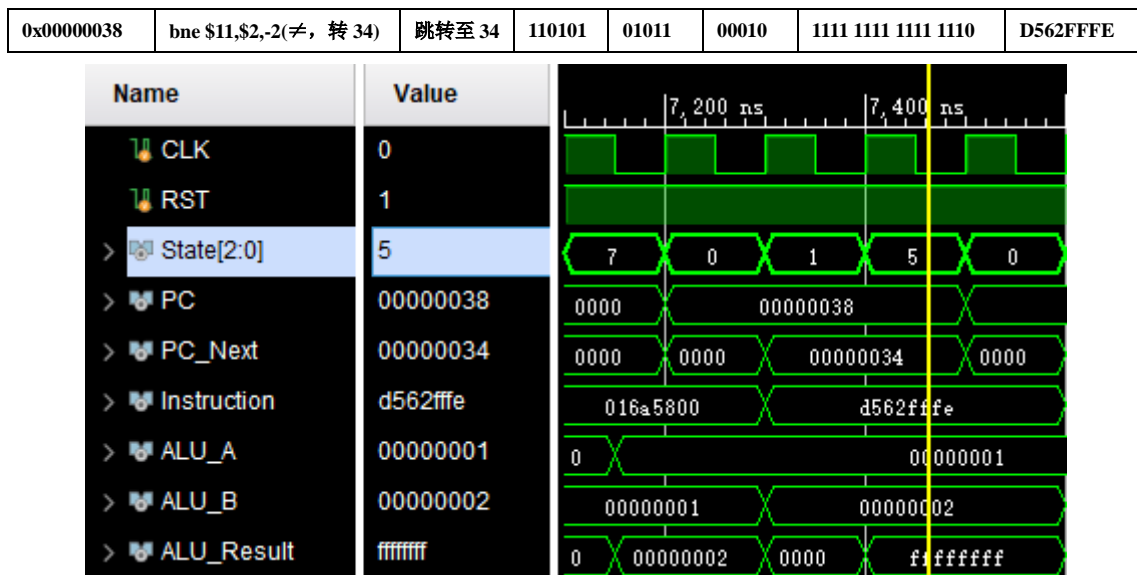 0x00000038 bne $11,$2,-2(≠，转 34) 跳转至 34 110101 01011 00010 1111 1111 1111 1110 D562FFFE
Name Value 7,200 ns 7,400 ns
CLK 0
RST 1
State[2:0] 5 7 0 1 5 0
PC 00000038 0000 00000038
PC_Next 00000034 0000 0000 00000034 0000
Instruction d562fffe 016a5800 d562fffe
ALU_A 00000001 0 00000001
ALU_B 00000002 00000001 00000002
ALU_Result ffffffff 0 00000002 0000 ffffffff